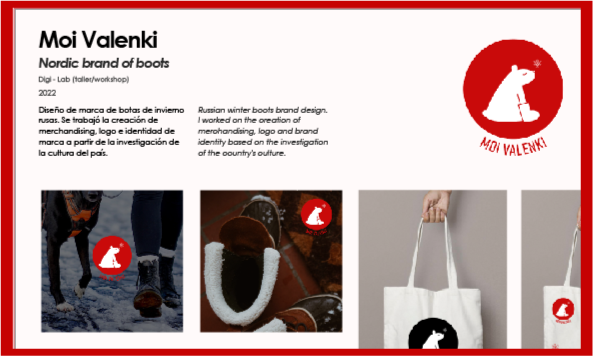 Moi Valenki
Nordic brand of boots
Digi - Lab (taller/workshop)
2022
Diseño de marca de botas de invierno
rusas. Se trabajó la creación de
merchandising, logo e identidad de
marca a partir de la investigación de
la cultura del país.
Russian winter boots brand design.
I worked on the creation of
merchandising, logo and brand
identity based on the investigation
of the country's culture.
MOI VALENKI